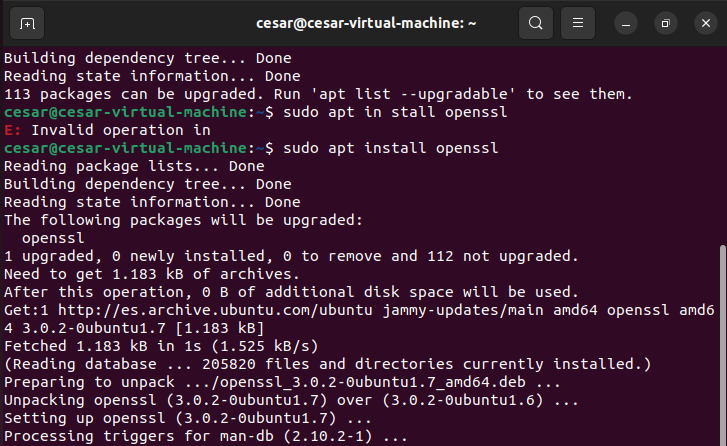 cesar@cesar-virtual-machine: ~
Building dependency tree... Done
Reading state information... Done
113 packages can be upgraded. Run 'apt list --upgradable' to see them.
cesar@cesar-virtual-machine:~$ sudo apt in stall openssl
E: Invalid operation in
cesar@cesar-virtual-machine:~$ sudo apt install openssl
Reading package lists... Done
Building dependency tree... Done
Reading state information... Done
The following packages will be upgraded:
  openssl
1 upgraded, 0 newly installed, 0 to remove and 112 not upgraded.
Need to get 1.183 kB of archives.
After this operation, 0 B of additional disk space will be used.
Get:1 http://es.archive.ubuntu.com/ubuntu jammy-updates/main amd64 openssl amd6
4 3.0.2-0ubuntu1.7 [1.183 kB]
Fetched 1.183 kB in 1s (1.525 kB/s)
(Reading database ... 205820 files and directories currently installed.)
Preparing to unpack .../openssl_3.0.2-0ubuntu1.7_amd64.deb ...
Unpacking openssl (3.0.2-0ubuntu1.7) over (3.0.2-0ubuntu1.6) ...
Setting up openssl (3.0.2-0ubuntu1.7) ...
Processing triggers for man-db (2.10.2-1) ...